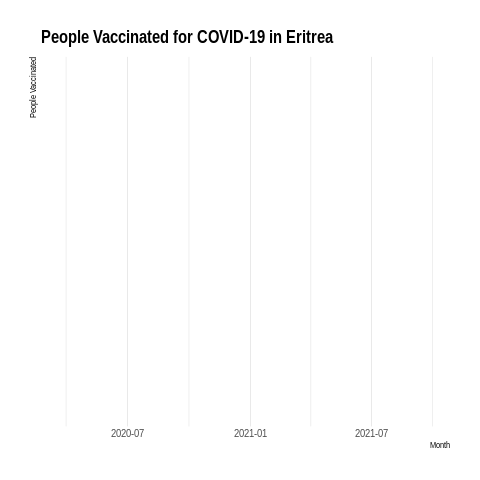 People Vaccinated for COVID-19 in Eritrea
People Vaccinated
2020-07
2021-01
2021-07
Month